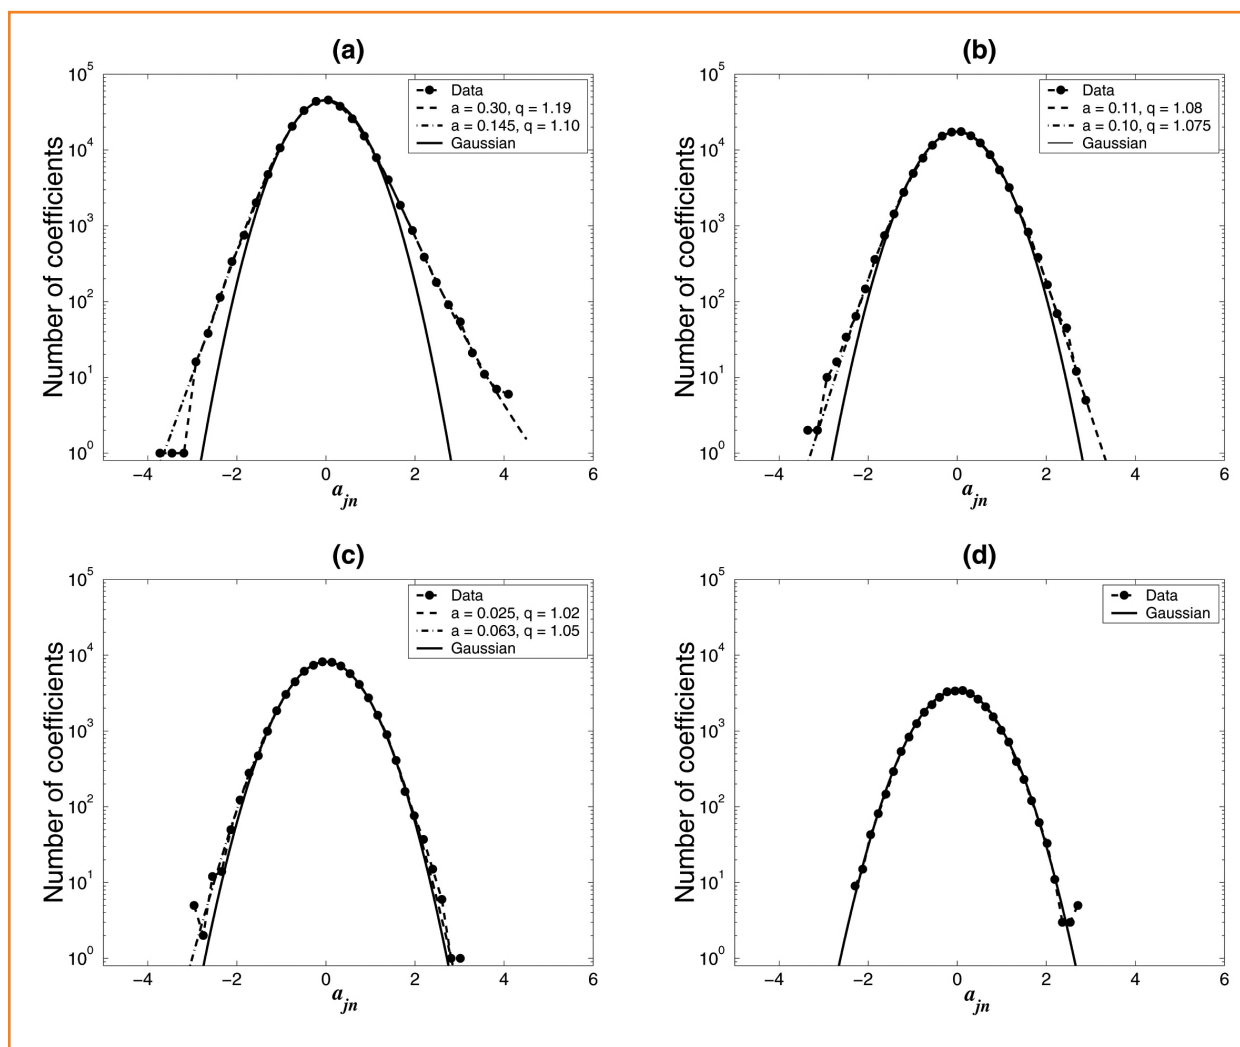 (a)
10^5
10^4
10^3
10^2
10^1
10^0
Number of coefficients
Data
a = 0.30, q = 1.19
a = 0.145, q = 1.10
Gaussian
−4 −2 0 2 4 6
a_jn
(b)
10^5
10^4
10^3
10^2
10^1
10^0
Number of coefficients
Data
a = 0.11, q = 1.08
a = 0.10, q = 1.075
Gaussian
−4 −2 0 2 4 6
a_jn
(c)
10^5
10^4
10^3
10^2
10^1
10^0
Number of coefficients
Data
a = 0.025, q = 1.02
a = 0.063, q = 1.05
Gaussian
−4 −2 0 2 4 6
a_jn
(d)
10^5
10^4
10^3
10^2
10^1
10^0
Number of coefficients
Data
Gaussian
−4 −2 0 2 4 6
a_jn